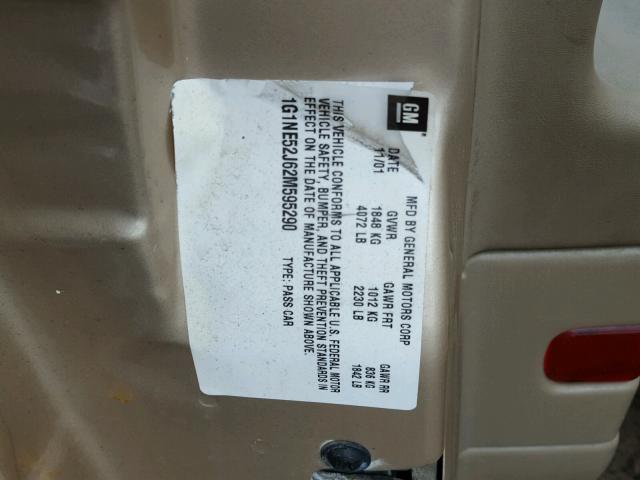 GM
MFD BY GENERAL MOTORS CORP
DATE GVWR GAWR FRT GAWR RR
11/01 1848 KG 1012 KG 836 KG
4072 LB 2230 LB 1842 LB
THIS VEHICLE CONFORMS TO ALL APPLICABLE U.S. FEDERAL MOTOR
VEHICLE SAFETY, BUMPER, AND THEFT PREVENTION STANDARDS IN
EFFECT ON THE DATE OF MANUFACTURE SHOWN ABOVE.
1G1NE52J62M595290 TYPE: PASS CAR